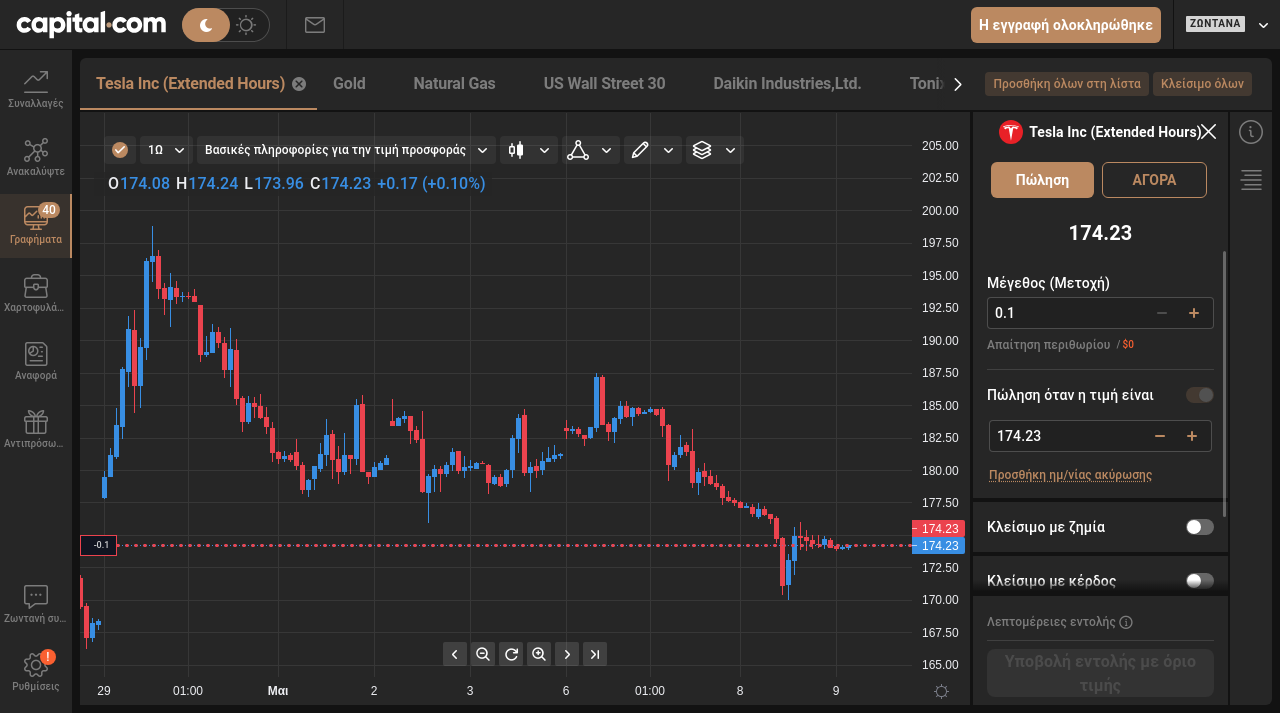 capital.com
Η εγγραφή ολοκληρώθηκε
ΖΩΝΤΑΝΑ
Tesla Inc (Extended Hours)
Gold
Natural Gas
US Wall Street 30
Daikin Industries,Ltd.
Toni
Προσθήκη όλων στη λίστα
Κλείσιμο όλων
Συναλλαγές
Ανακαλύψτε
40
Γραφήματα
Χαρτοφυλά...
Αναφορά
Αντιπρόσω...
Ζωντανή συ...
!
Ρυθμίσεις
1Ω
Βασικές πληροφορίες για την τιμή προσφοράς
O174.08 H174.24 L173.96 C174.23 +0.17 (+0.10%)
205.00
202.50
200.00
197.50
195.00
192.50
190.00
187.50
185.00
182.50
180.00
177.50
174.23
174.23
172.50
170.00
167.50
165.00
-0.1
29 01:00 Μαι 2 3 6 01:00 8 9
Tesla Inc (Extended Hours)
Πώληση
ΑΓΟΡΑ
174.23
Μέγεθος (Μετοχή)
0.1
Απαίτηση περιθωρίου / $0
Πώληση όταν η τιμή είναι
174.23
Προσθήκη ημ/νίας ακύρωσης
Κλείσιμο με ζημία
Κλείσιμο με κέρδος
Λεπτομέρειες εντολής
Υποβολή εντολής με όριο
τιμής